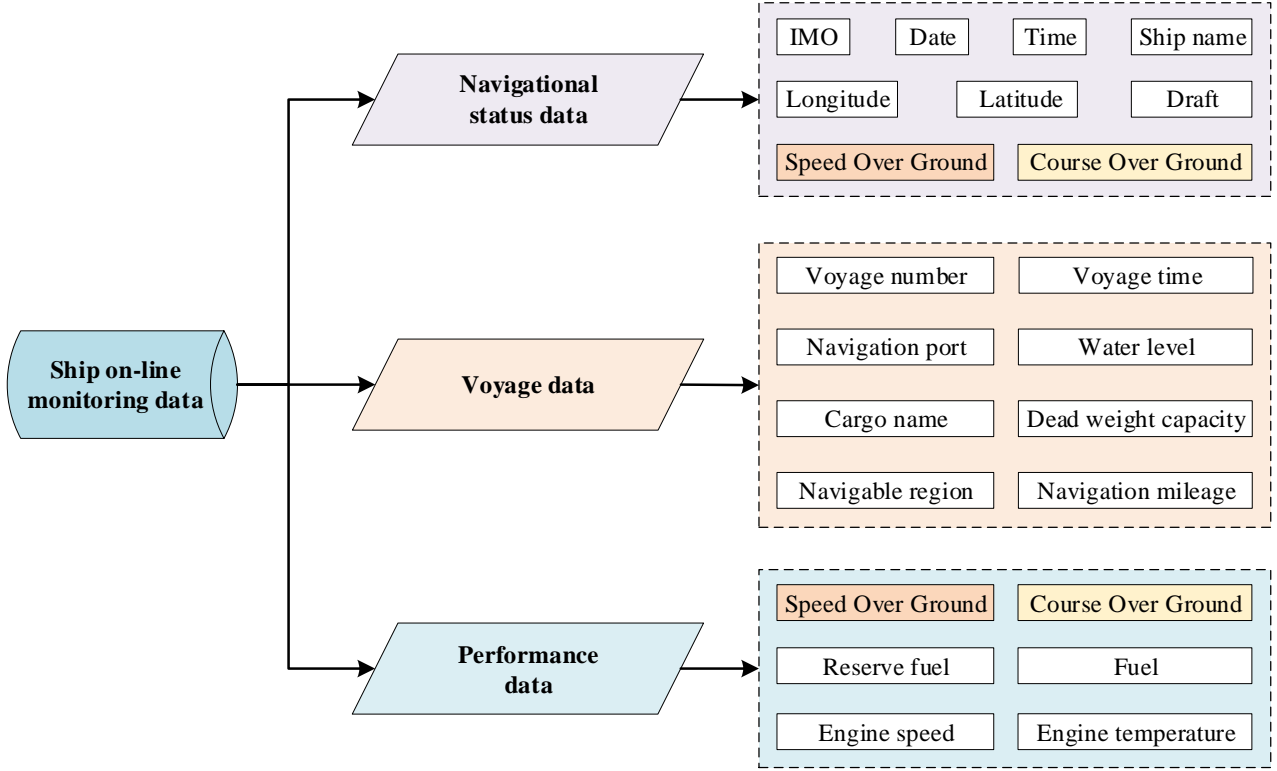 Ship on-line
monitoring data
Navigational
status data
IMO
Date
Time
Ship name
Longitude
Latitude
Draft
Speed Over Ground
Course Over Ground
Voyage data
Voyage number
Voyage time
Navigation port
Water level
Cargo name
Dead weight capacity
Navigable region
Navigation mileage
Performance
data
Speed Over Ground
Course Over Ground
Reserve fuel
Fuel
Engine speed
Engine temperature